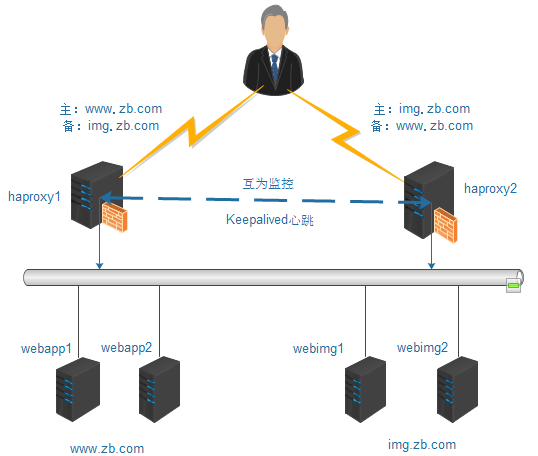 主：www.zb.com
备：img.zb.com
主：img.zb.com
备：www.zb.com
haproxy1
互为监控
haproxy2
Keepalived心跳
webapp1
webapp2
webimg1
webimg2
www.zb.com
img.zb.com